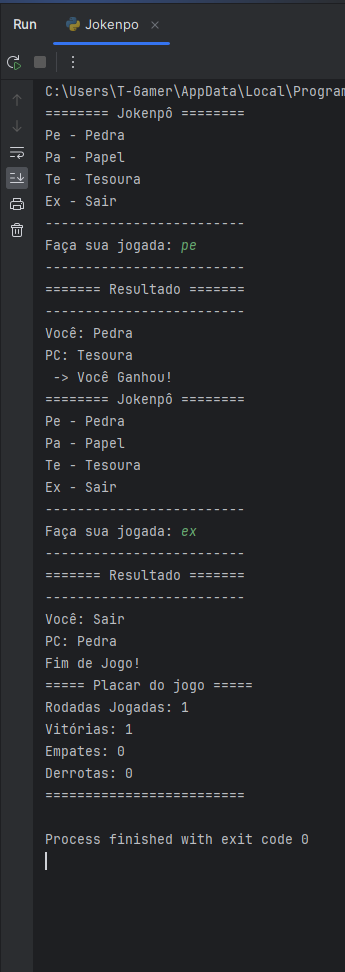 Run
Jokenpo
C:\Users\T-Gamer\AppData\Local\Program
======== Jokenpô ========
Pe - Pedra
Pa - Papel
Te - Tesoura
Ex - Sair
-------------------------
Faça sua jogada: pe
-------------------------
======= Resultado =======
-------------------------
Você: Pedra
PC: Tesoura
 -> Você Ganhou!
======== Jokenpô ========
Pe - Pedra
Pa - Papel
Te - Tesoura
Ex - Sair
-------------------------
Faça sua jogada: ex
-------------------------
======= Resultado =======
-------------------------
Você: Sair
PC: Pedra
Fim de Jogo!
===== Placar do jogo =====
Rodadas Jogadas: 1
Vitórias: 1
Empates: 0
Derrotas: 0
=========================
Process finished with exit code 0